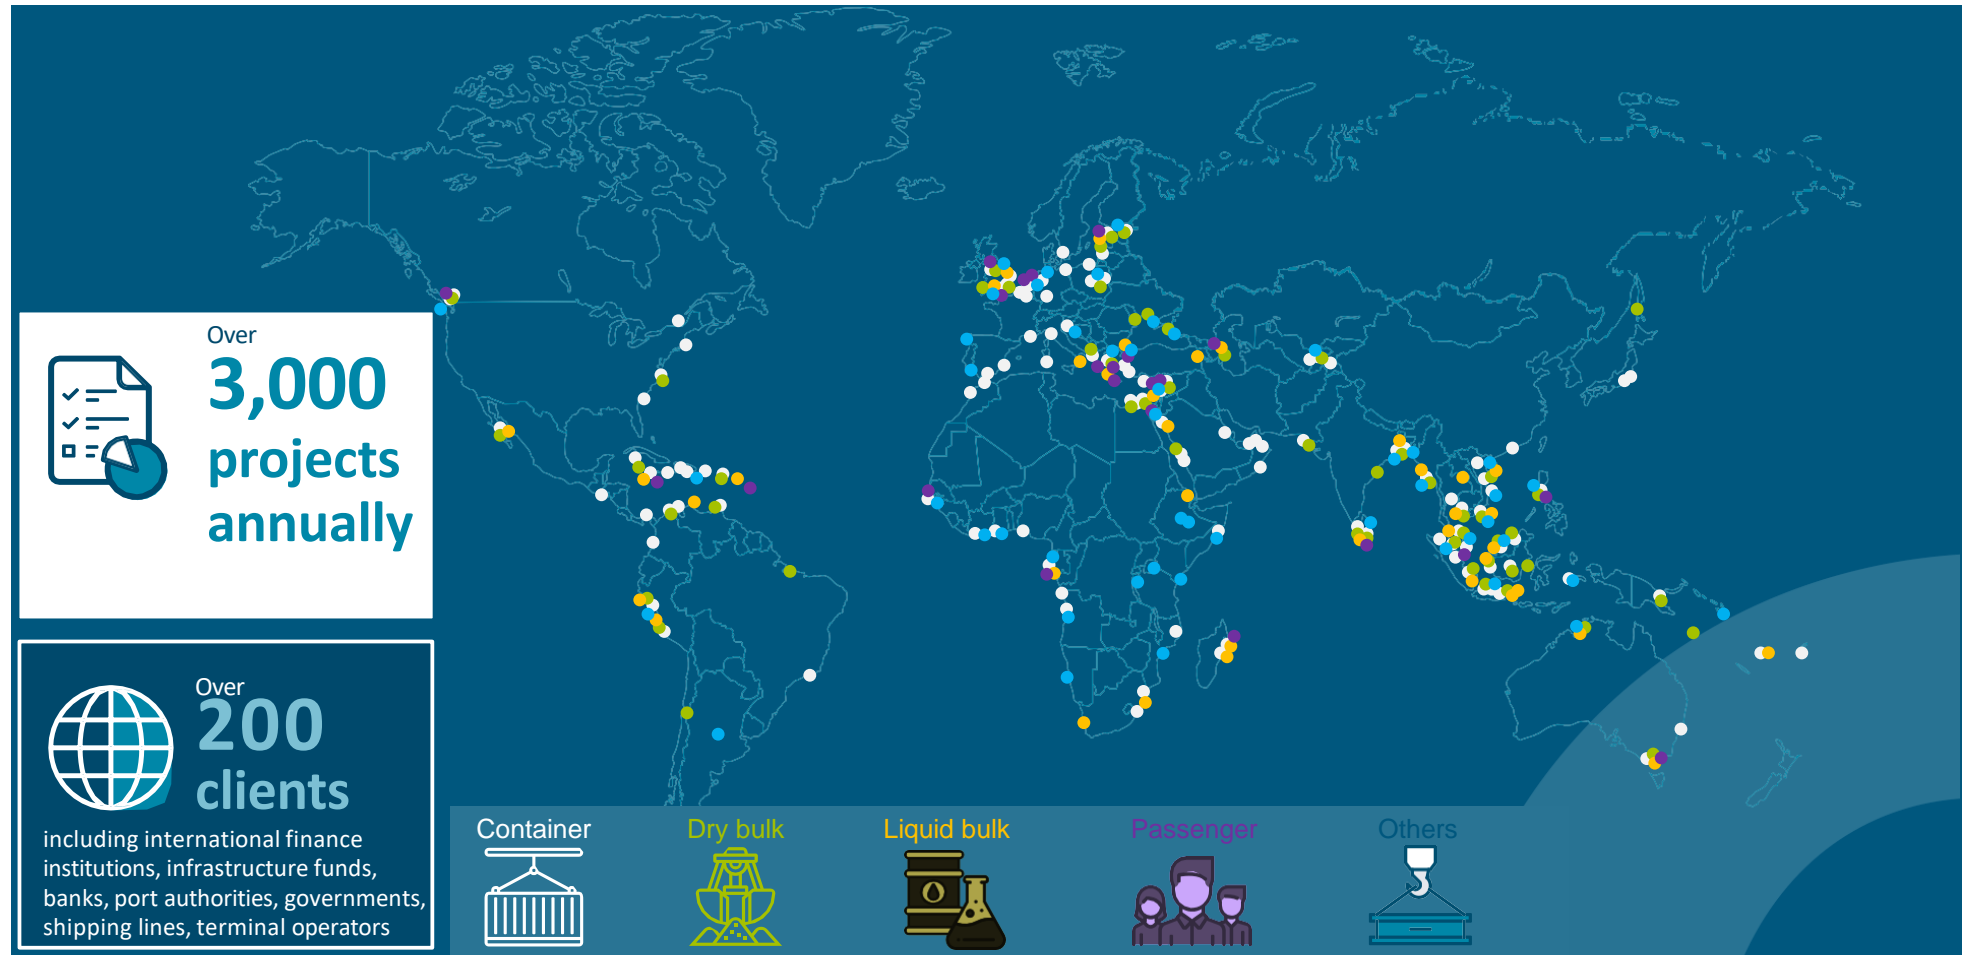 Over
3,000
projects
annually
Over
200
clients
including international finance
institutions, infrastructure funds,
banks, port authorities, governments,
shipping lines, terminal operators
Container
Dry bulk
Liquid bulk
Passenger
Others